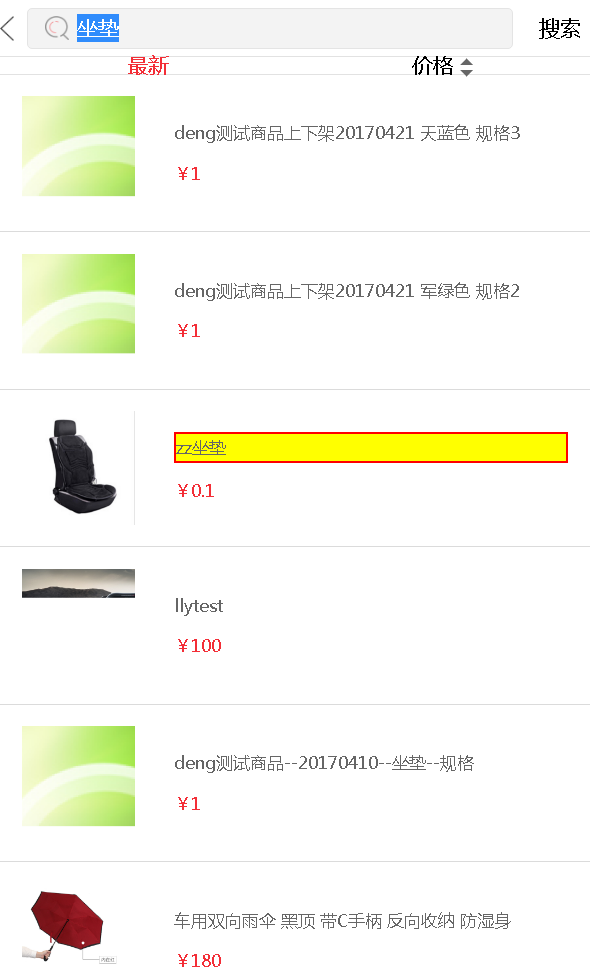 坐垫 搜索
最新 价格
deng测试商品上下架20170421 天蓝色 规格3
￥1
deng测试商品上下架20170421 军绿色 规格2
￥1
zz坐垫
￥0.1
llytest
￥100
deng测试商品--20170410--坐垫--规格
￥1
车用双向雨伞 黑顶 带C手柄 反向收纳 防湿身
￥180